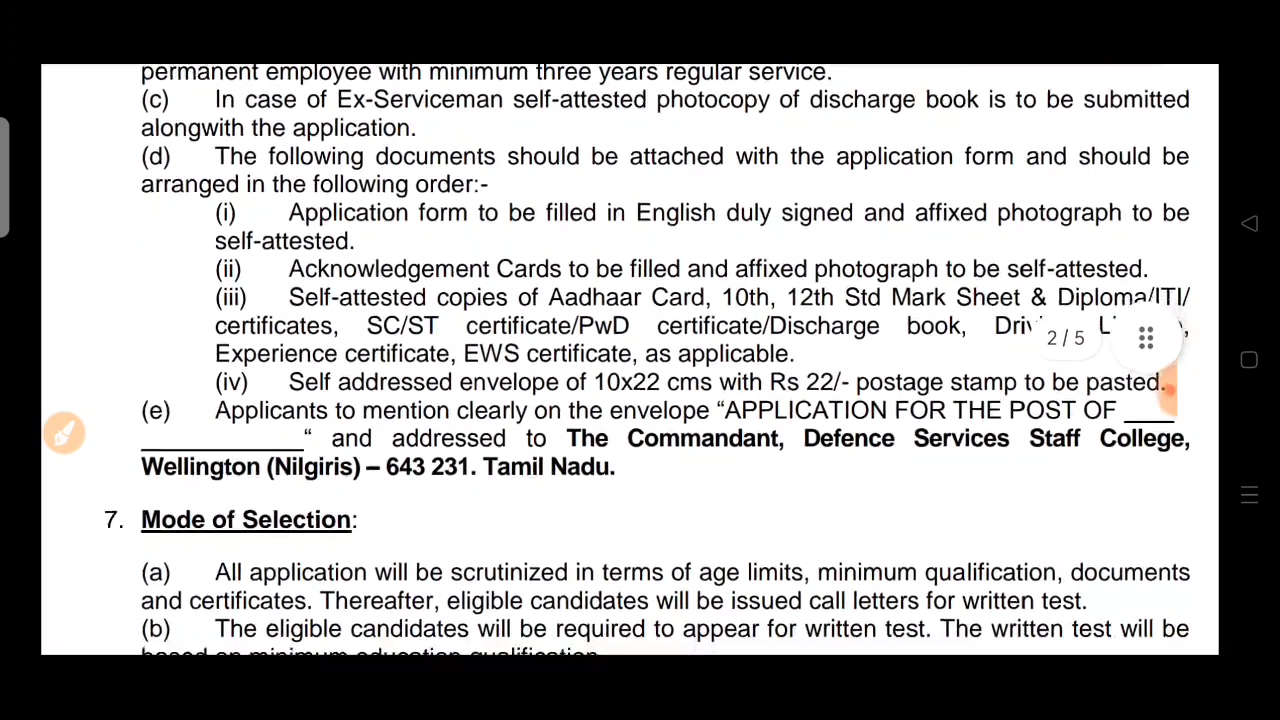 permanent employee with minimum three years regular service.
(c) In case of Ex-Serviceman self-attested photocopy of discharge book is to be submitted
alongwith the application.
(d) The following documents should be attached with the application form and should be
arranged in the following order:-
(i) Application form to be filled in English duly signed and affixed photograph to be
self-attested.
(ii) Acknowledgement Cards to be filled and affixed photograph to be self-attested.
(iii) Self-attested copies of Aadhaar Card, 10th, 12th Std Mark Sheet & Diploma/ITI/
certificates, SC/ST certificate/PwD certificate/Discharge book,
2 / 5
Experience certificate, EWS certificate, as applicable.
(iv) Self addressed envelope of 10x22 cms with Rs 22/- postage stamp to be pasted.
(e) Applicants to mention clearly on the envelope “APPLICATION FOR THE POST OF ____
____________“ and addressed to The Commandant, Defence Services Staff College,
Wellington (Nilgiris) – 643 231. Tamil Nadu.
7. Mode of Selection:
(a) All application will be scrutinized in terms of age limits, minimum qualification, documents
and certificates. Thereafter, eligible candidates will be issued call letters for written test.
(b) The eligible candidates will be required to appear for written test. The written test will be
based on minimum education qualification